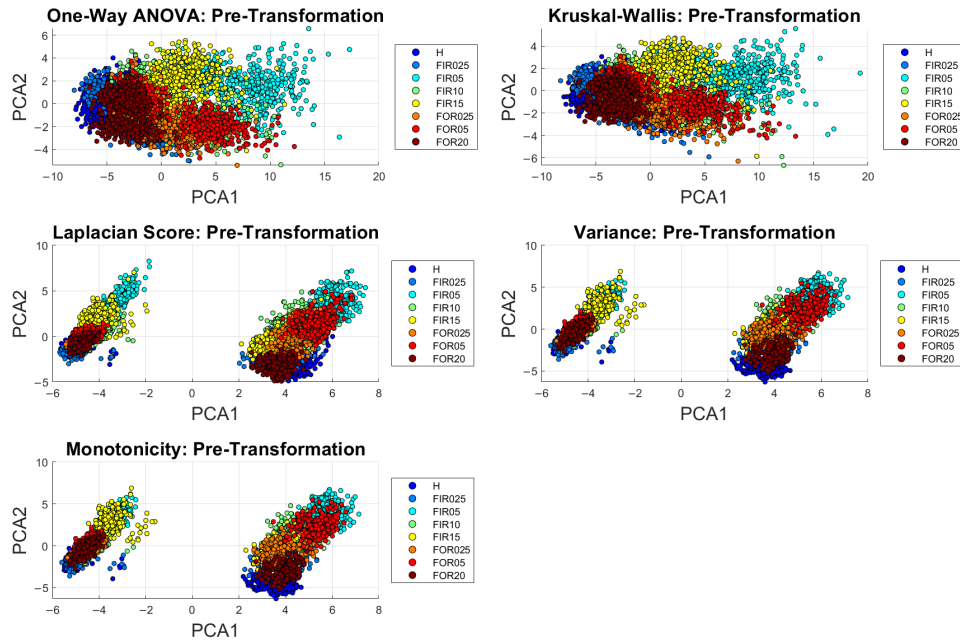 One-Way ANOVA: Pre-Transformation
PCA2
6
4
2
0
−2
−4
−10
−5
0
5
10
15
20
PCA1
H
FIR025
FIR05
FIR10
FIR15
FOR025
FOR05
FOR20
Kruskal-Wallis: Pre-Transformation
PCA2
4
2
0
−2
−4
−6
−10
−5
0
5
10
15
20
PCA1
H
FIR025
FIR05
FIR10
FIR15
FOR025
FOR05
FOR20
Laplacian Score: Pre-Transformation
PCA2
10
5
0
−5
−6
−4
−2
0
2
4
6
8
PCA1
H
FIR025
FIR05
FIR10
FIR15
FOR025
FOR05
FOR20
Variance: Pre-Transformation
PCA2
10
5
0
−5
−6
−4
−2
0
2
4
6
8
PCA1
H
FIR025
FIR05
FIR10
FIR15
FOR025
FOR05
FOR20
Monotonicity: Pre-Transformation
PCA2
10
5
0
−5
−6
−4
−2
0
2
4
6
8
PCA1
H
FIR025
FIR05
FIR10
FIR15
FOR025
FOR05
FOR20